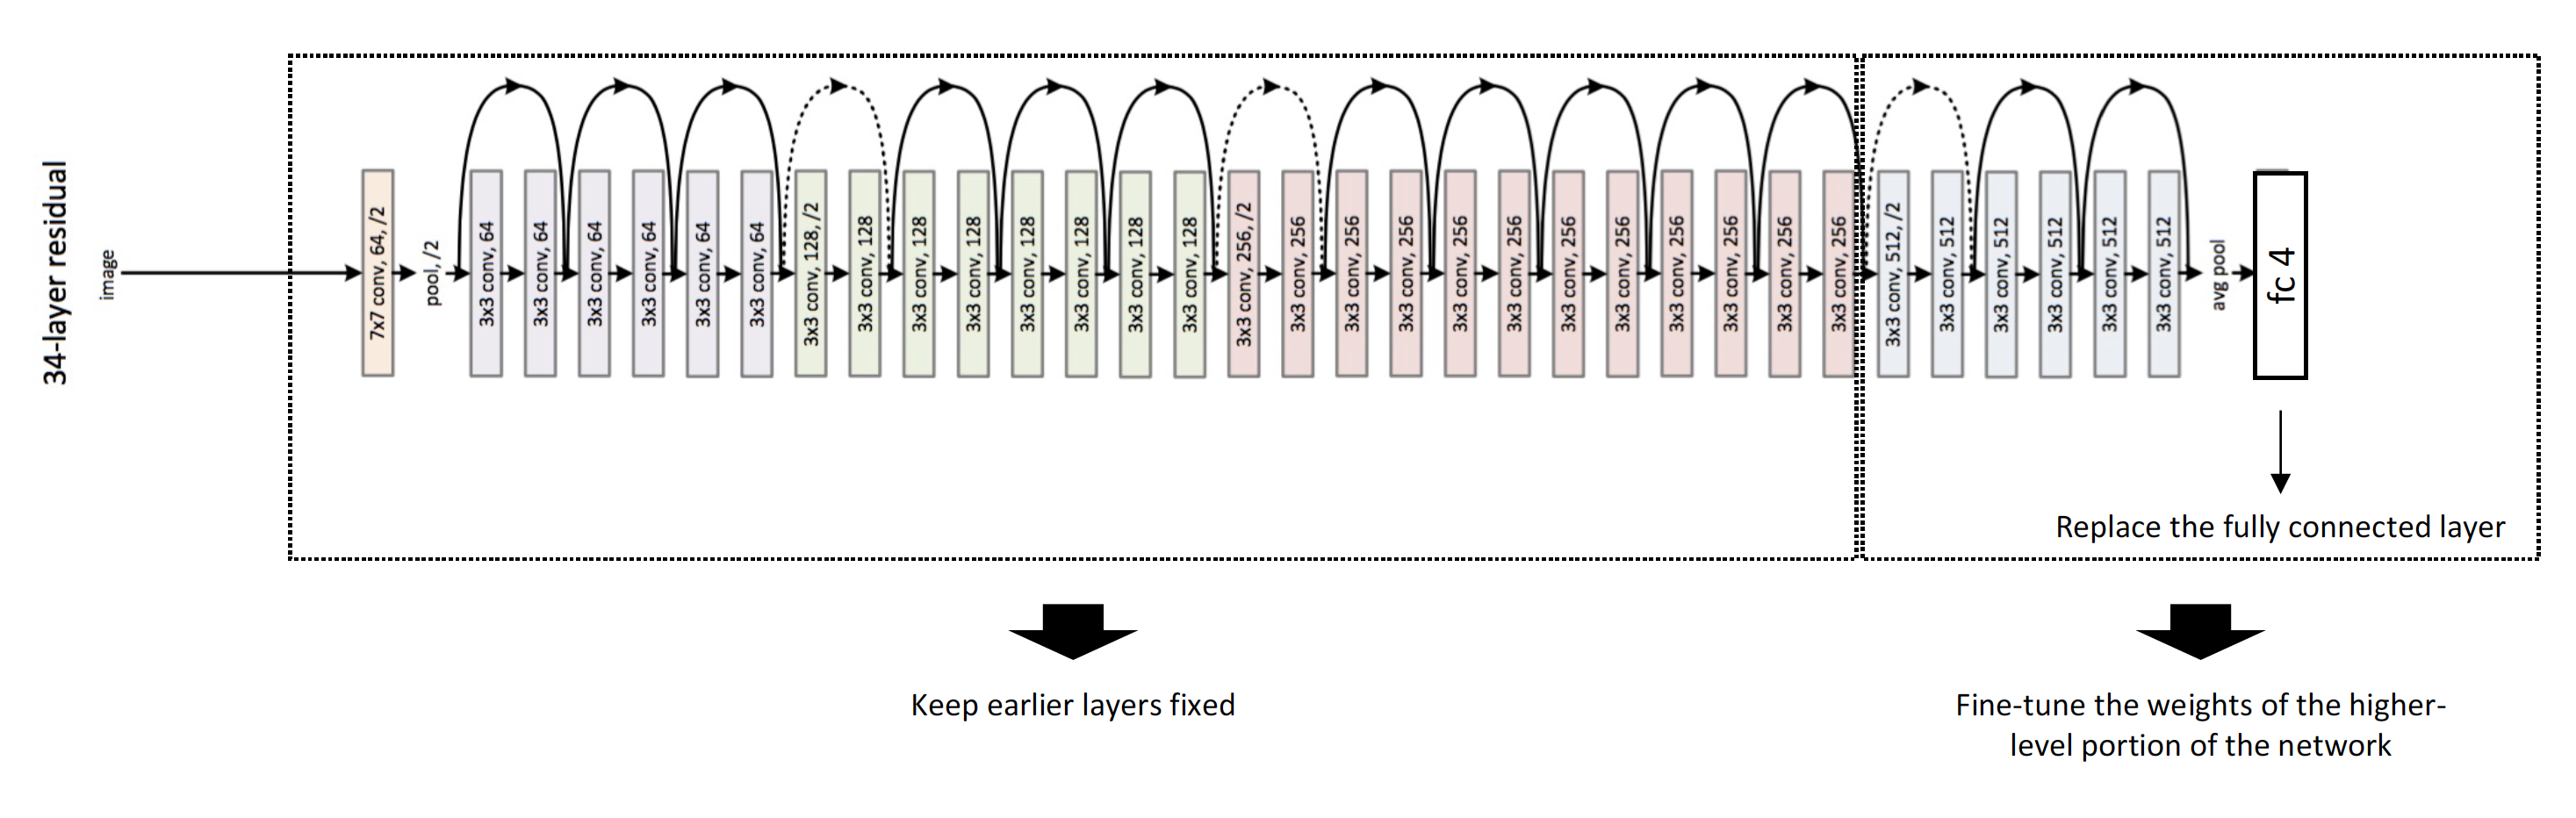 34-layer residual
image
7x7 conv, 64, /2
pool, /2
3x3 conv, 64
3x3 conv, 64
3x3 conv, 64
3x3 conv, 64
3x3 conv, 64
3x3 conv, 64
3x3 conv, 128, /2
3x3 conv, 128
3x3 conv, 128
3x3 conv, 128
3x3 conv, 128
3x3 conv, 128
3x3 conv, 128
3x3 conv, 128
3x3 conv, 256, /2
3x3 conv, 256
3x3 conv, 256
3x3 conv, 256
3x3 conv, 256
3x3 conv, 256
3x3 conv, 256
3x3 conv, 256
3x3 conv, 256
3x3 conv, 256
3x3 conv, 256
3x3 conv, 256
3x3 conv, 512, /2
3x3 conv, 512
3x3 conv, 512
3x3 conv, 512
3x3 conv, 512
3x3 conv, 512
avg pool
fc 4
Replace the fully connected layer
Keep earlier layers fixed
Fine-tune the weights of the higher-
level portion of the network